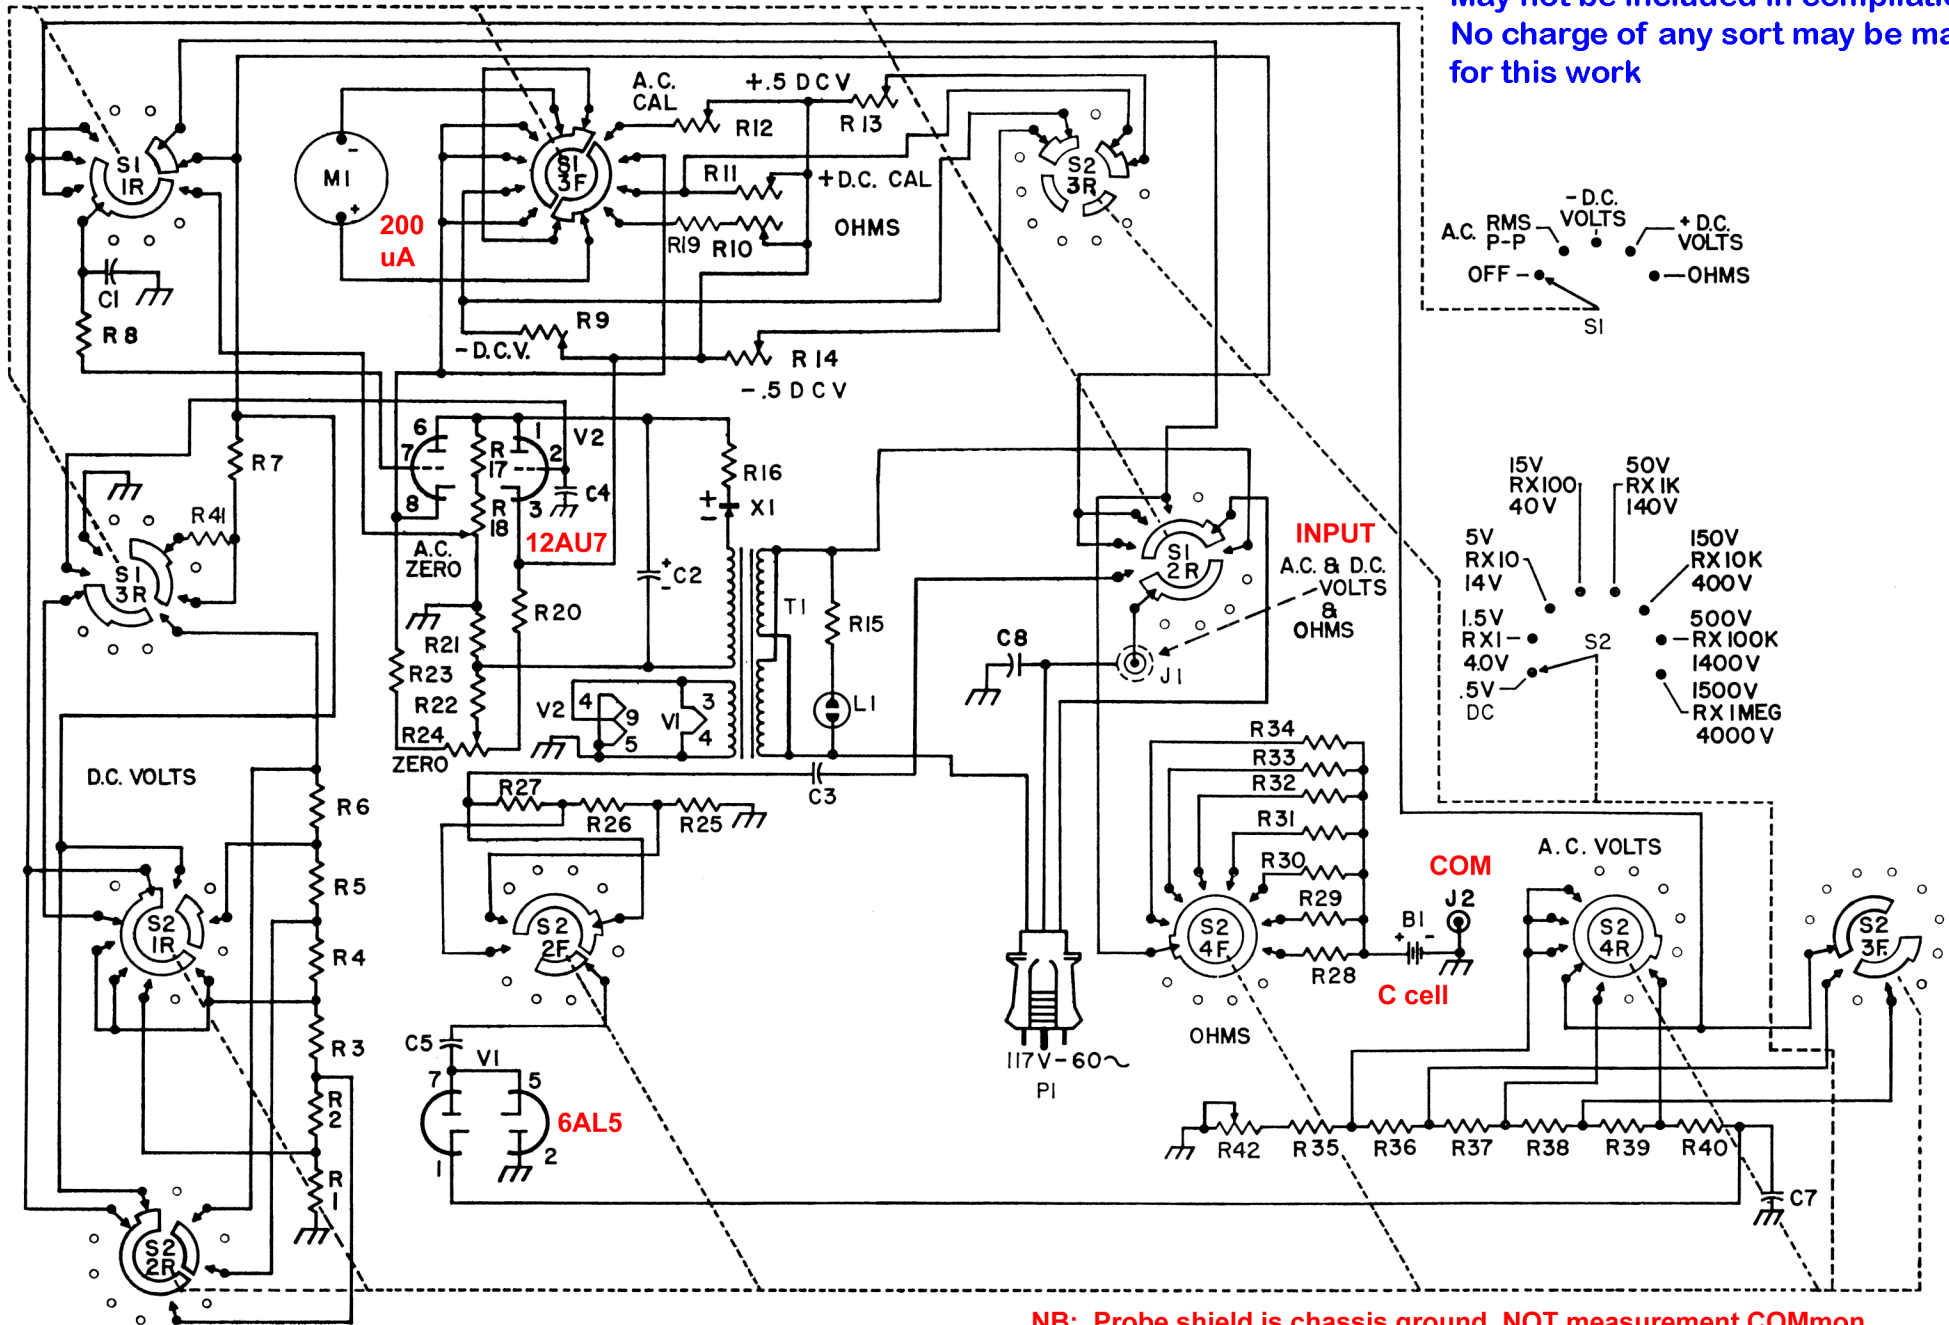 May not be included in compilatio
No charge of any sort may be ma
for this work
S1
1R
C1
R8
M1
-
+
200
uA
S1
3F
A.C.
CAL
R12
+.5 DCV
R13
R11
+D.C. CAL
R19
R10
OHMS
R9
-D.C.V.
R14
-.5 DCV
S2
3R
A.C. RMS
P-P
-D.C.
VOLTS
+D.C.
VOLTS
OFF
OHMS
S1
R7
R41
S1
3R
6
7
8
R
17
R
18
1
2
3
V2
C4
12AU7
A.C.
ZERO
R16
+
-
X1
+
-
C2
R20
R21
R23
R22
R24
ZERO
V2
4
9
5
V1
3
4
T1
R15
L1
S1
2R
INPUT
A.C. & D.C.
VOLTS
&
OHMS
C8
J1
15V
RX100
40V
50V
RX1K
140V
5V
RX10
14V
150V
RX10K
400V
1.5V
RX1
4.0V
S2
500V
RX100K
1400V
.5V
DC
1500V
RX1MEG
4000V
D.C. VOLTS
R6
R5
R4
R3
R
2
R
1
S2
1R
S2
2R
R27
R26
R25
C3
S2
2F
C5
V1
7
5
1
2
6AL5
117V-60~
P1
R34
R33
R32
R31
R30
R29
R28
S2
4F
OHMS
B1
+
-
COM
J2
C cell
A.C. VOLTS
S2
4R
S2
3F.
R42
R35
R36
R37
R38
R39
R40
C7
NB: Probe shield is chassis ground, NOT measurement COMmon